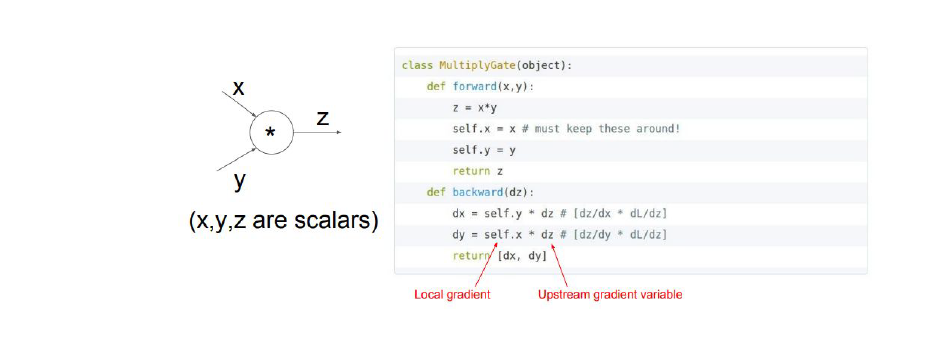 x
*
z
y
(x,y,z are scalars)
class MultiplyGate(object):
def forward(x,y):
z = x*y
self.x = x # must keep these around!
self.y = y
return z
def backward(dz):
dx = self.y * dz # [dz/dx * dL/dz]
dy = self.x * dz # [dz/dy * dL/dz]
return [dx, dy]
Local gradient
Upstream gradient variable